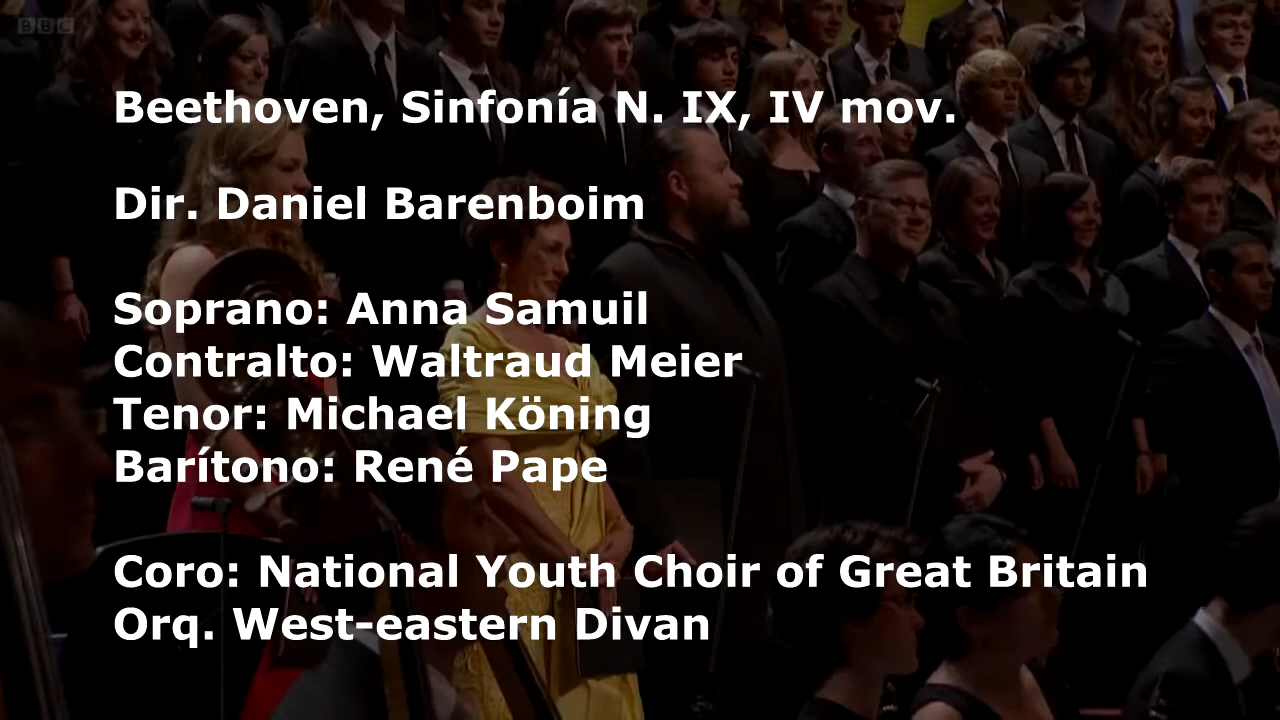 BBC
Beethoven, Sinfonía N. IX, IV mov.
Dir. Daniel Barenboim
Soprano: Anna Samuil
Contralto: Waltraud Meier
Tenor: Michael Köning
Barítono: René Pape
Coro: National Youth Choir of Great Britain
Orq. West-eastern Divan